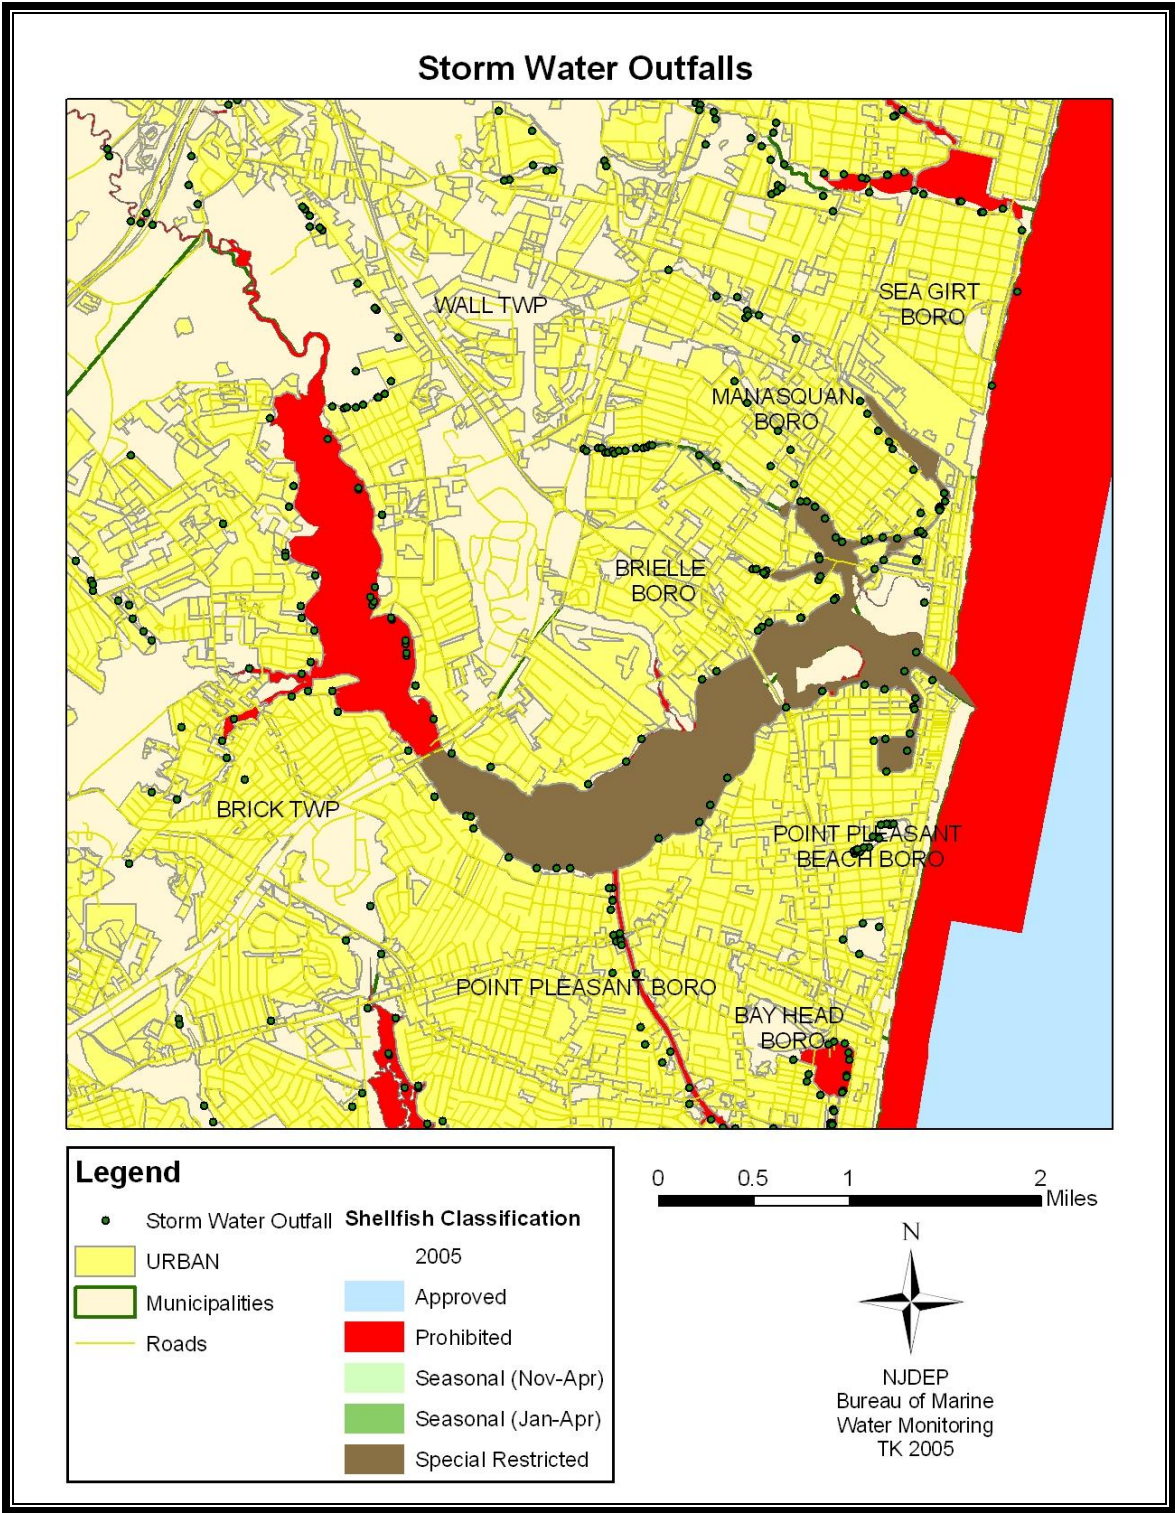 Storm Water Outfalls
WALL TWP
SEA GIRT
BORO
MANASQUAN
BORO
BRIELLE
BORO
BRICK TWP
POINT PLEASANT
BEACH BORO
POINT PLEASANT BORO
BAY HEAD
BORO
Legend
Storm Water Outfall
URBAN
Municipalities
Roads
Shellfish Classification
2005
Approved
Prohibited
Seasonal (Nov-Apr)
Seasonal (Jan-Apr)
Special Restricted
0 0.5 1 2
Miles
N
NJDEP
Bureau of Marine
Water Monitoring
TK 2005